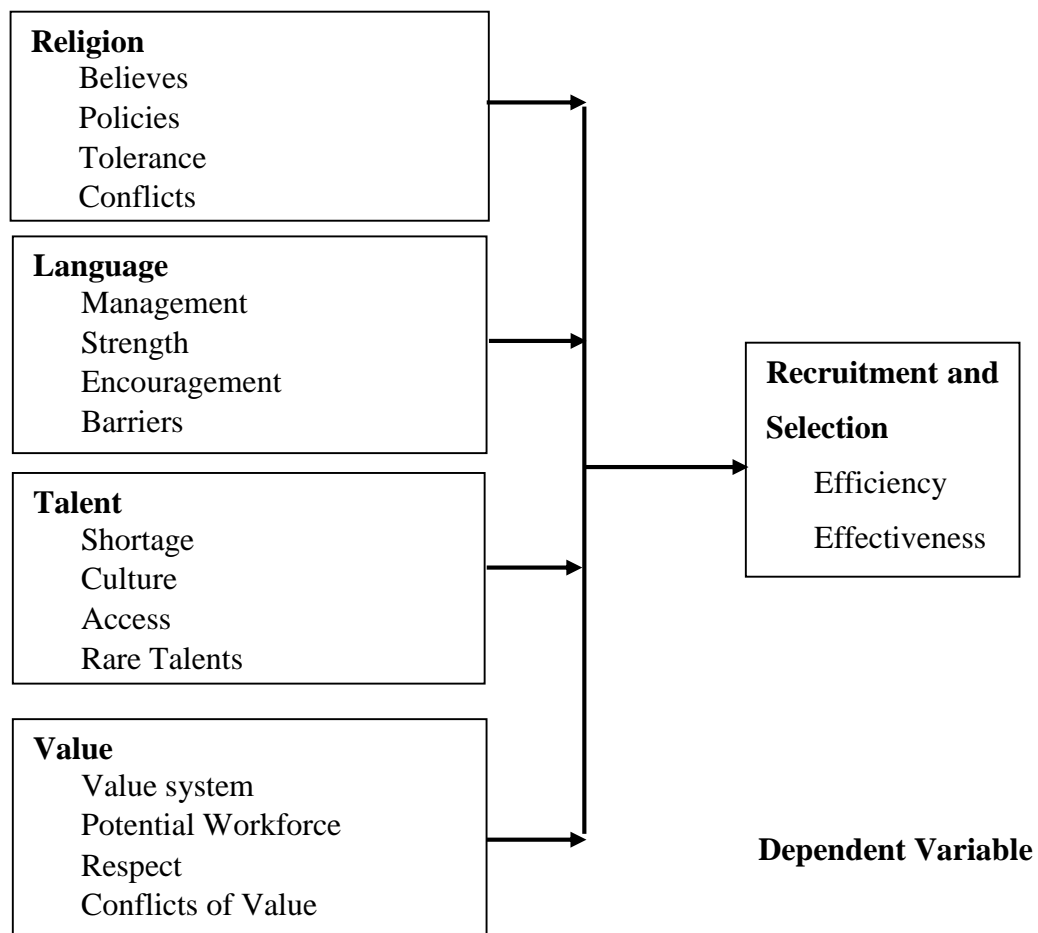 Religion
Believes
Policies
Tolerance
Conflicts
Language
Management
Strength
Encouragement
Barriers
Talent
Shortage
Culture
Access
Rare Talents
Value
Value system
Potential Workforce
Respect
Conflicts of Value
Recruitment and
Selection
Efficiency
Effectiveness
Dependent Variable